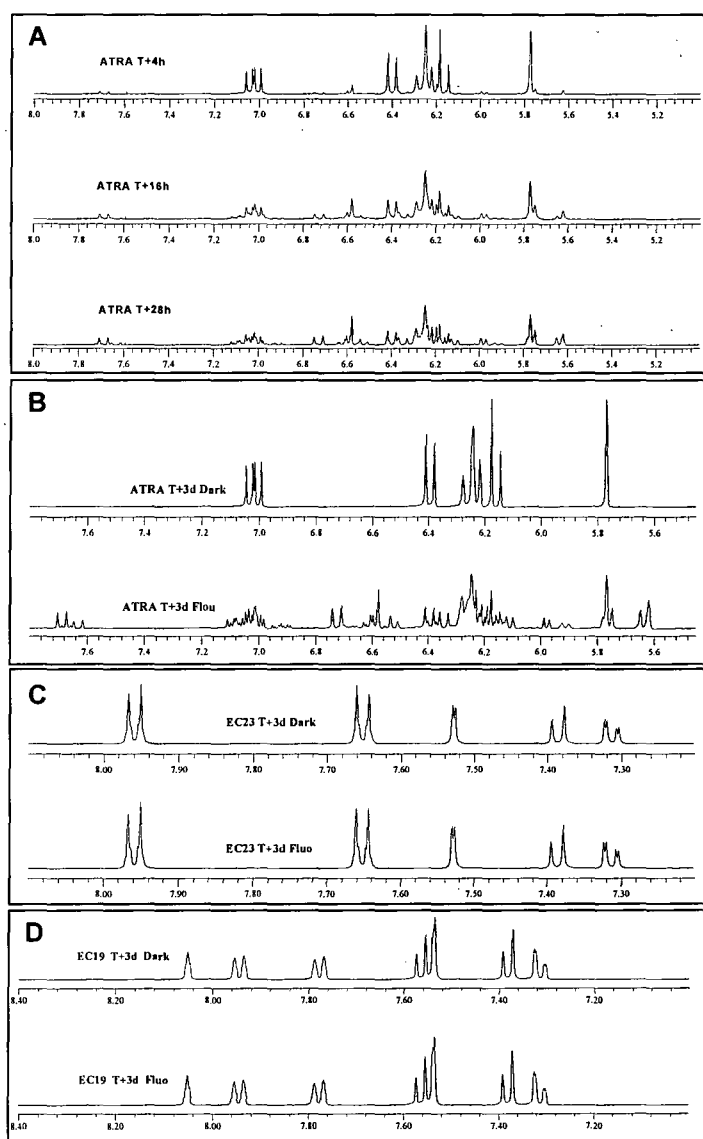 A
ATRA T+4h
8.0 7.8 7.6 7.4 7.2 7.0 6.8 6.6 6.4 6.2 6.0 5.8 5.6 5.4 5.2
ATRA T+16h
8.0 7.8 7.6 7.4 7.2 7.0 6.8 6.6 6.4 6.2 6.0 5.8 5.6 5.4 5.2
ATRA T+28h
8.0 7.8 7.6 7.4 7.2 7.0 6.8 6.6 6.4 6.2 6.0 5.8 5.6 5.4 5.2
B
ATRA T+3d Dark
7.6 7.4 7.2 7.0 6.8 6.6 6.4 6.2 6.0 5.8 5.6
ATRA T+3d Flou
7.6 7.4 7.2 7.0 6.8 6.6 6.4 6.2 6.0 5.8 5.6
C
EC23 T+3d Dark
8.00 7.90 7.80 7.70 7.60 7.50 7.40 7.30
EC23 T+3d Fluo
8.00 7.90 7.80 7.70 7.60 7.50 7.40 7.30
D
EC19 T+3d Dark
8.40 8.20 8.00 7.80 7.60 7.40 7.20
EC19 T+3d Fluo
8.40 8.20 8.00 7.80 7.60 7.40 7.20